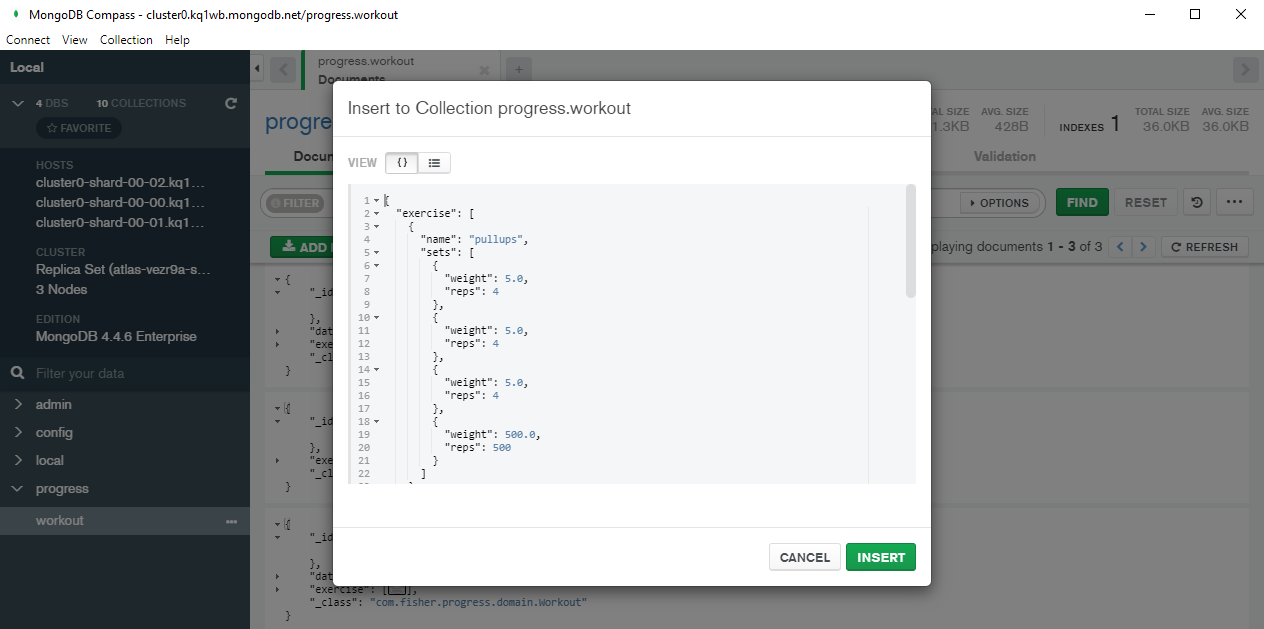 MongoDB Compass - cluster0.kq1wb.mongodb.net/progress.workout
Connect View Collection Help
Local
4 DBS 10 COLLECTIONS
FAVORITE
HOSTS
cluster0-shard-00-02.kq1...
cluster0-shard-00-00.kq1...
cluster0-shard-00-01.kq1...
CLUSTER
Replica Set (atlas-vezr9a-s...
3 Nodes
EDITION
MongoDB 4.4.6 Enterprise
Filter your data
admin
config
local
progress
workout
progress.workout
Documents
progre
AL SIZE
1.3KB
AVG. SIZE
428B
INDEXES 1
TOTAL SIZE
36.0KB
AVG. SIZE
36.0KB
Docun
Validation
FILTER
OPTIONS
FIND
RESET
ADD
playing documents 1 - 3 of 3
REFRESH
{
"_id
},
"dat
"exe
"_cl
}
{
"_id
},
"exe
"_cl
}
{
"_id
},
"dat
"exercise": [...],
"_class": "com.fisher.progress.domain.Workout"
}
Insert to Collection progress.workout
VIEW {}
1 [
2 "exercise": [
3 {
4 "name": "pullups",
5 "sets": [
6 {
7 "weight": 5.0,
8 "reps": 4
9 },
10 {
11 "weight": 5.0,
12 "reps": 4
13 },
14 {
15 "weight": 5.0,
16 "reps": 4
17 },
18 {
19 "weight": 500.0,
20 "reps": 500
21 }
22 ]
CANCEL
INSERT